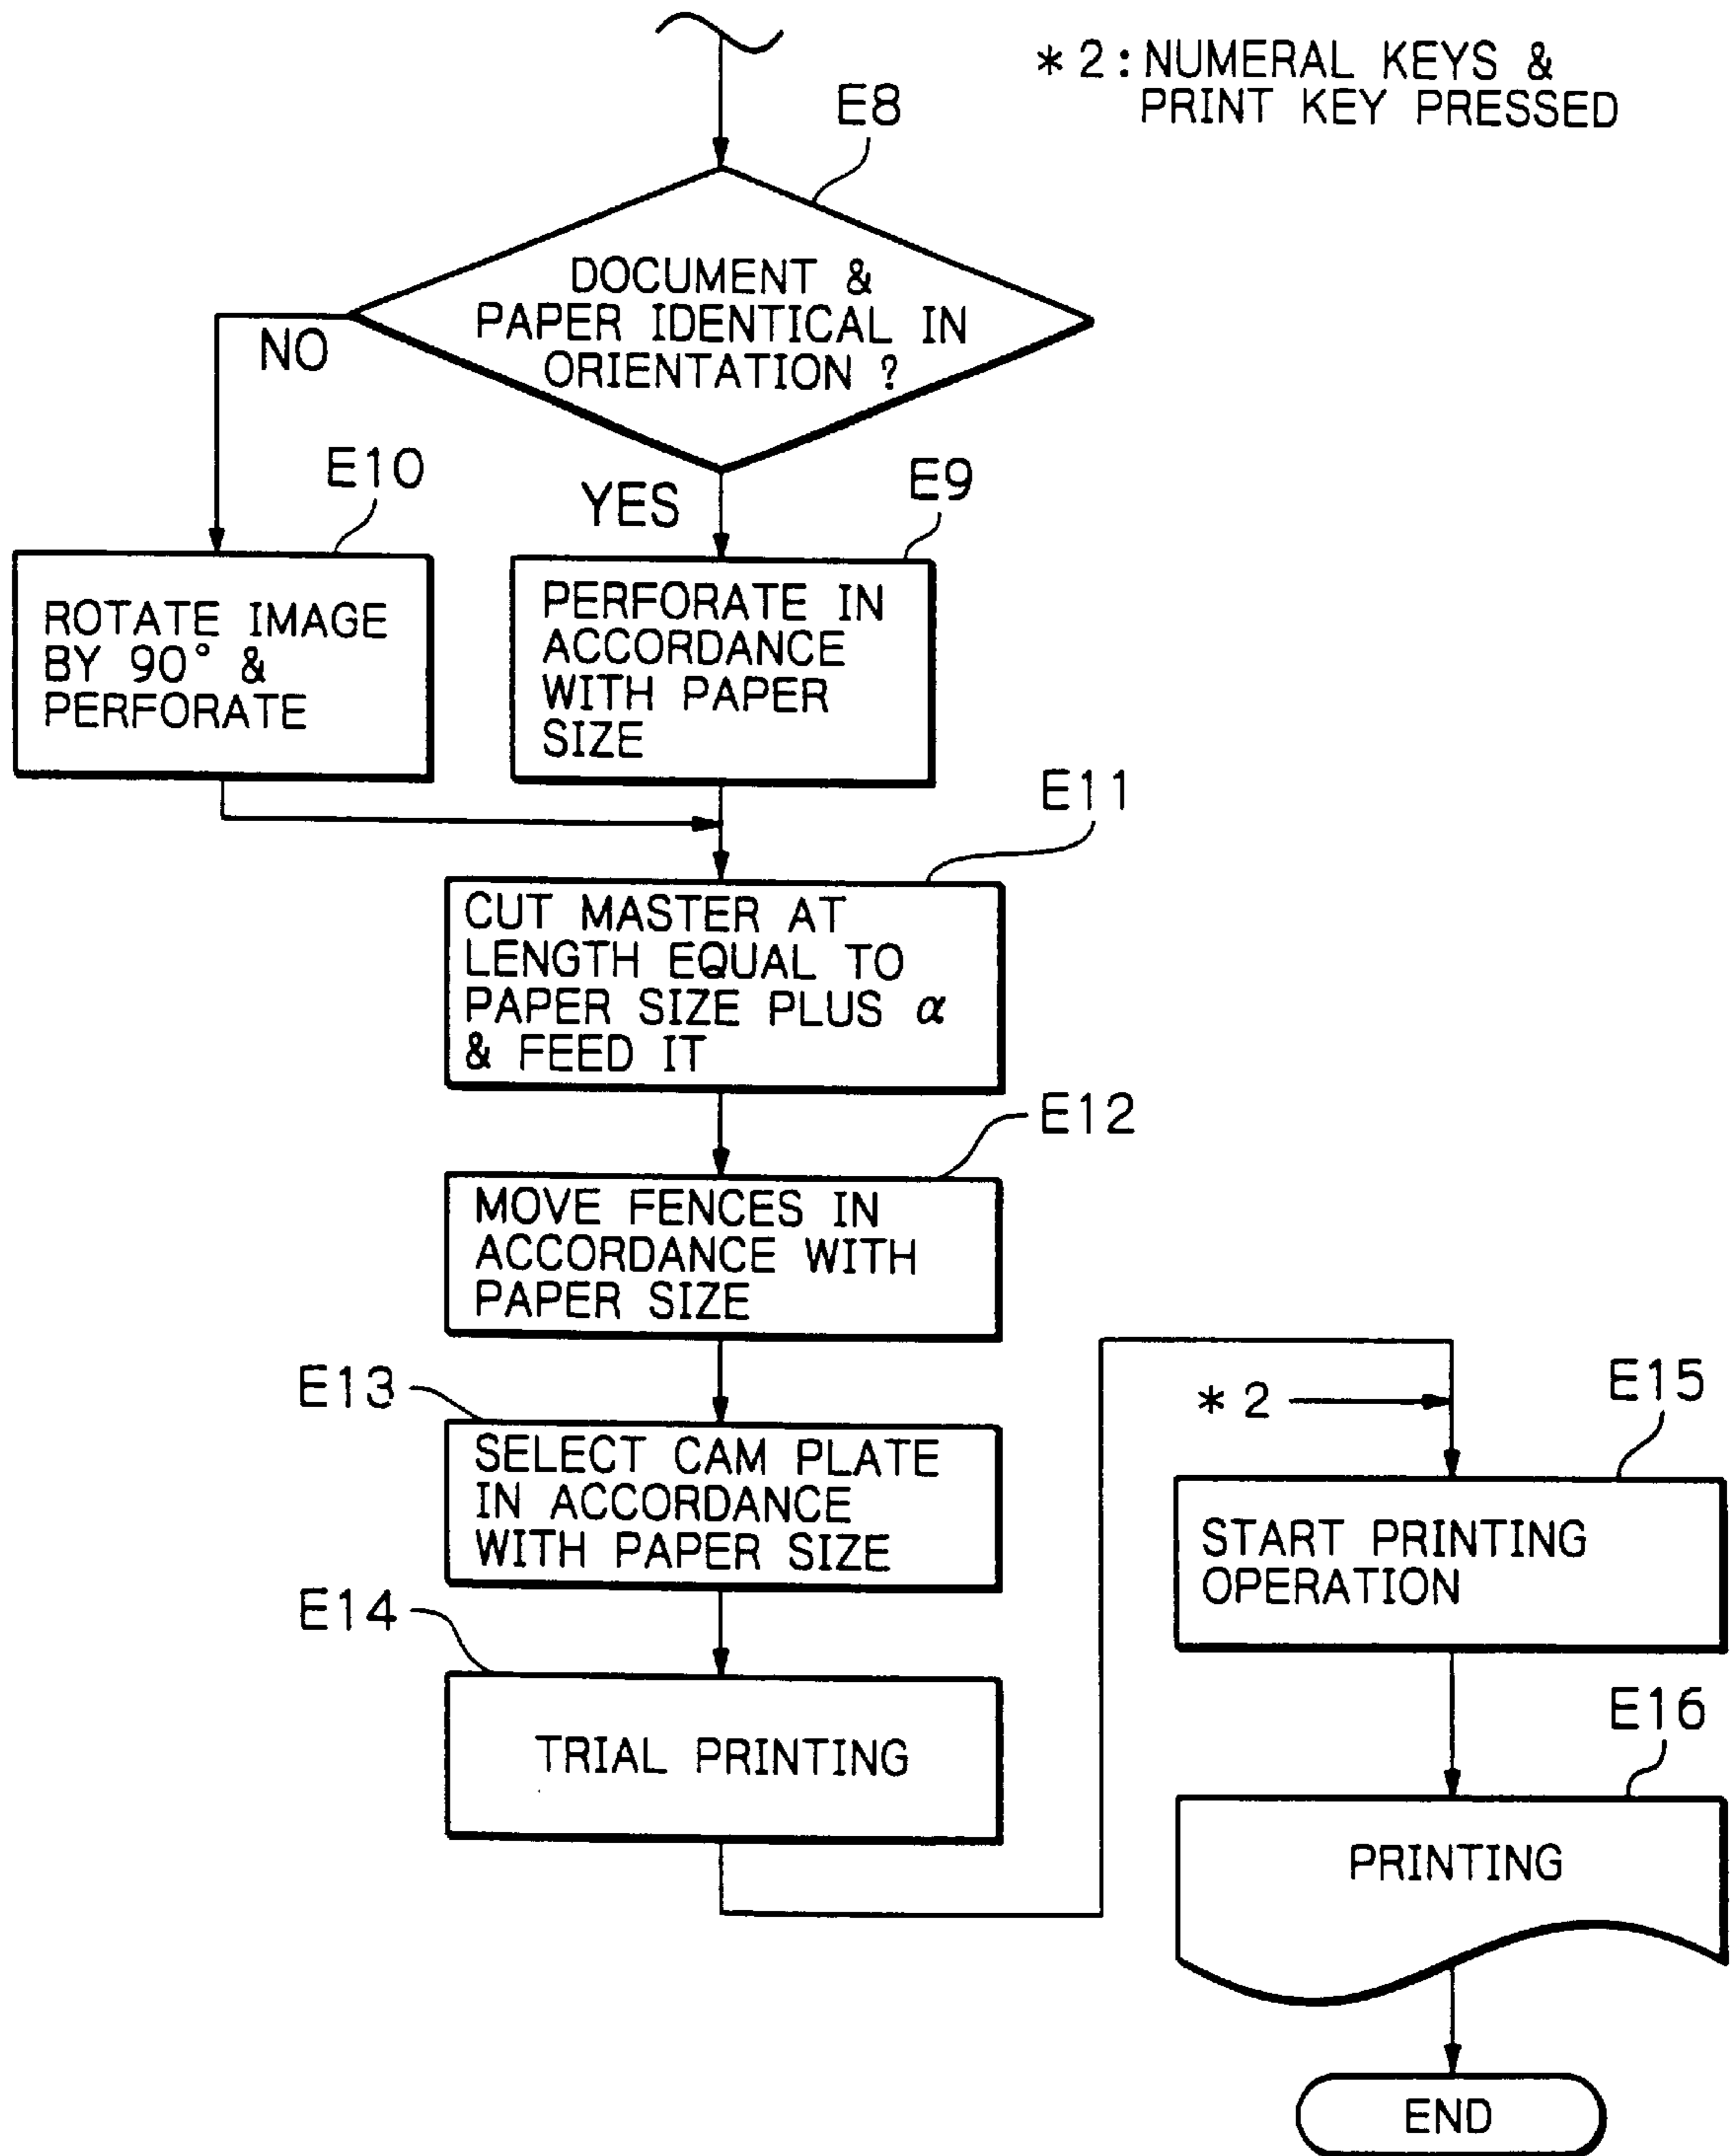 * 2 : NUMERAL KEYS &
PRINT KEY PRESSED
E8
DOCUMENT &
PAPER IDENTICAL IN
ORIENTATION ?
NO
YES
E10
ROTATE IMAGE
BY 90° &
PERFORATE
E9
PERFORATE IN
ACCORDANCE
WITH PAPER
SIZE
E11
CUT MASTER AT
LENGTH EQUAL TO
PAPER SIZE PLUS α
& FEED IT
E12
MOVE FENCES IN
ACCORDANCE WITH
PAPER SIZE
E13
SELECT CAM PLATE
IN ACCORDANCE
WITH PAPER SIZE
E14
TRIAL PRINTING
* 2
E15
START PRINTING
OPERATION
E16
PRINTING
END